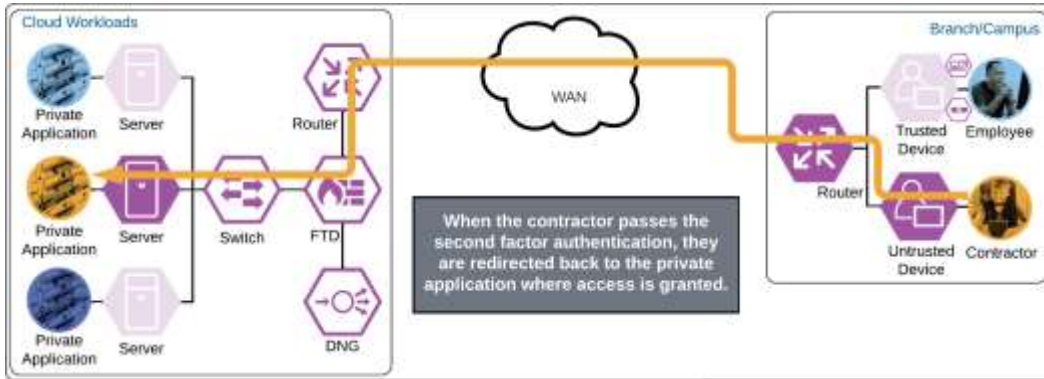 Cloud Workloads
Private
Application
Server
Router
Private
Application
Server
Switch
FTD
Private
Application
Server
DNG
WAN
When the contractor passes the
second factor authentication, they
are redirected back to the private
application where access is granted.
Branch/Campus
Trusted
Device
Employee
Router
Untrusted
Device
Contractor